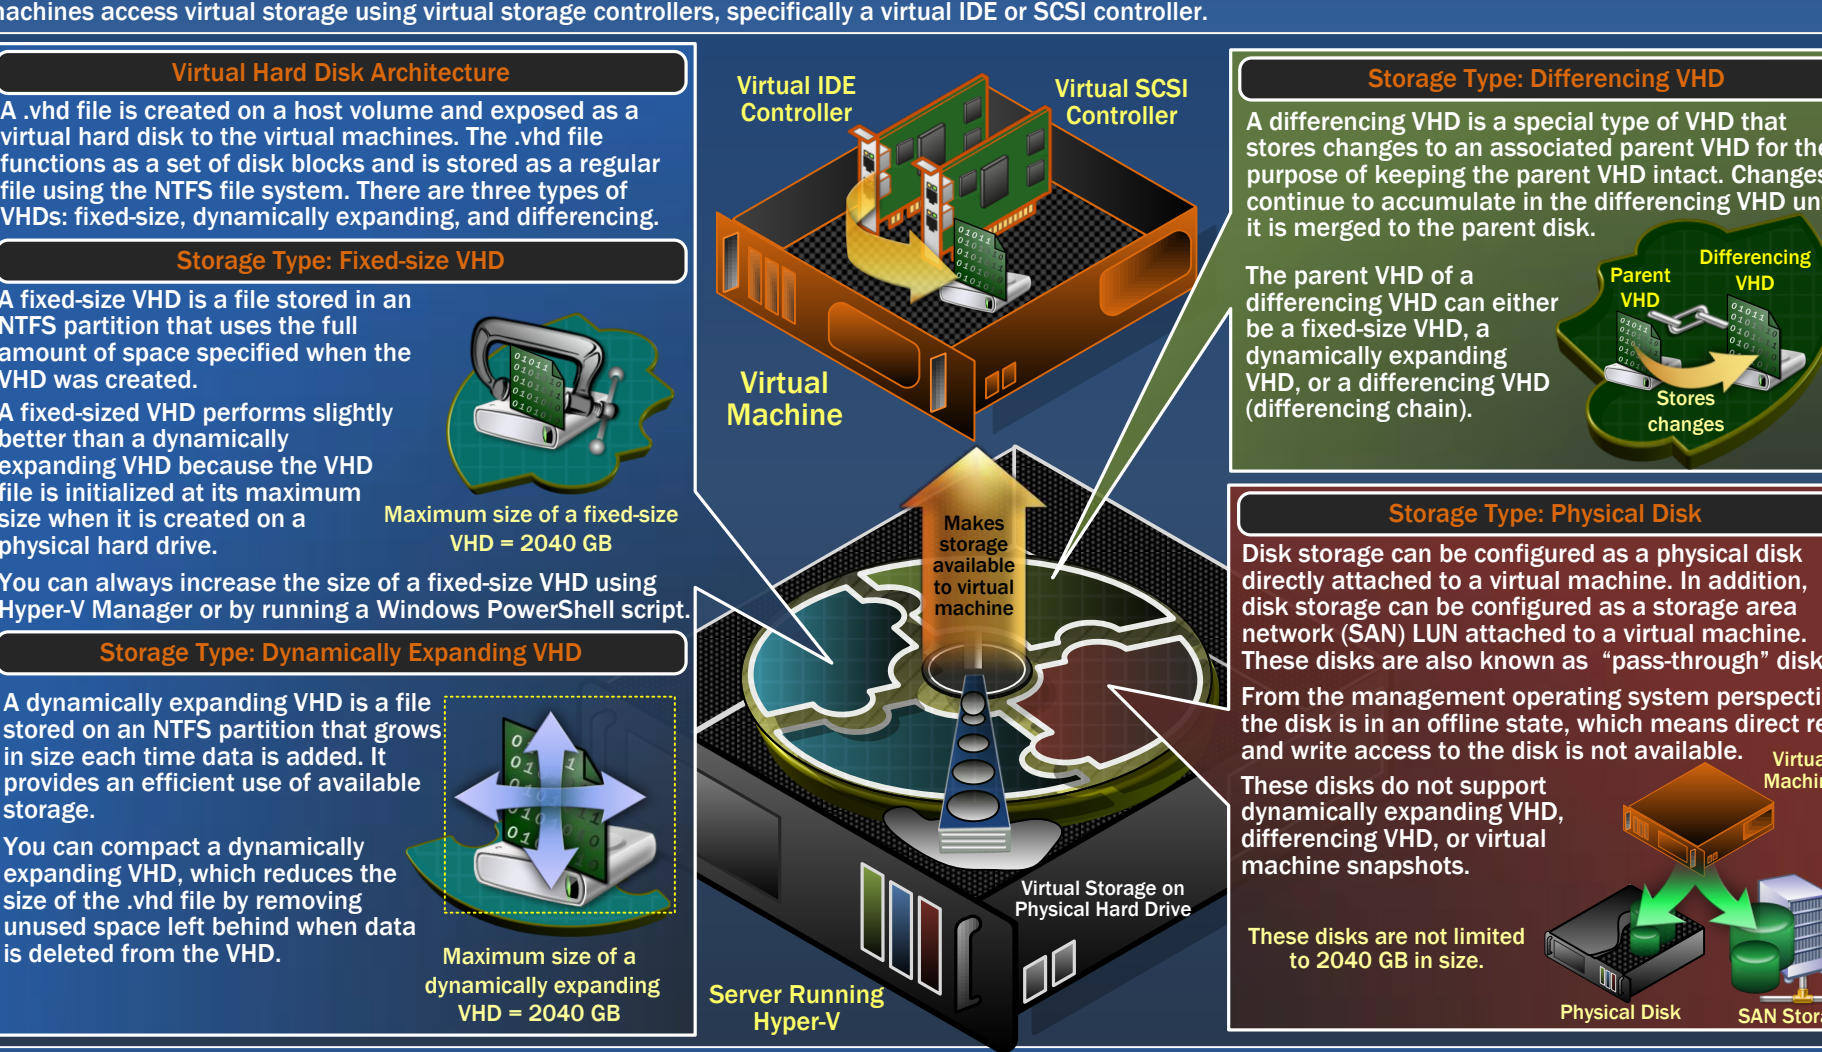 machines access virtual storage using virtual storage controllers, specifically a virtual IDE or SCSI controller.
Virtual Hard Disk Architecture
A .vhd file is created on a host volume and exposed as a
virtual hard disk to the virtual machines. The .vhd file
functions as a set of disk blocks and is stored as a regular
file using the NTFS file system. There are three types of
VHDs: fixed-size, dynamically expanding, and differencing.
Storage Type: Fixed-size VHD
A fixed-size VHD is a file stored in an
NTFS partition that uses the full
amount of space specified when the
VHD was created.
A fixed-sized VHD performs slightly
better than a dynamically
expanding VHD because the VHD
file is initialized at its maximum
size when it is created on a
physical hard drive.
Maximum size of a fixed-size
VHD = 2040 GB
You can always increase the size of a fixed-size VHD using
Hyper-V Manager or by running a Windows PowerShell script.
Storage Type: Dynamically Expanding VHD
A dynamically expanding VHD is a file
stored on an NTFS partition that grows
in size each time data is added. It
provides an efficient use of available
storage.
You can compact a dynamically
expanding VHD, which reduces the
size of the .vhd file by removing
unused space left behind when data
is deleted from the VHD.
Maximum size of a
dynamically expanding
VHD = 2040 GB
Virtual IDE
Controller
Virtual SCSI
Controller
Virtual
Machine
Makes
storage
available
to virtual
machine
Virtual Storage on
Physical Hard Drive
Server Running
Hyper-V
Storage Type: Differencing VHD
A differencing VHD is a special type of VHD that
stores changes to an associated parent VHD for the
purpose of keeping the parent VHD intact. Changes
continue to accumulate in the differencing VHD un
it is merged to the parent disk.
The parent VHD of a
differencing VHD can either
be a fixed-size VHD, a
dynamically expanding
VHD, or a differencing VHD
(differencing chain).
Parent
VHD
Differencing
VHD
Stores
changes
Storage Type: Physical Disk
Disk storage can be configured as a physical disk
directly attached to a virtual machine. In addition,
disk storage can be configured as a storage area
network (SAN) LUN attached to a virtual machine.
These disks are also known as “pass-through” disk
From the management operating system perspecti
the disk is in an offline state, which means direct re
and write access to the disk is not available.
These disks do not support
dynamically expanding VHD,
differencing VHD, or virtual
machine snapshots.
Virtua
Machin
These disks are not limited
to 2040 GB in size.
Physical Disk
SAN Stora